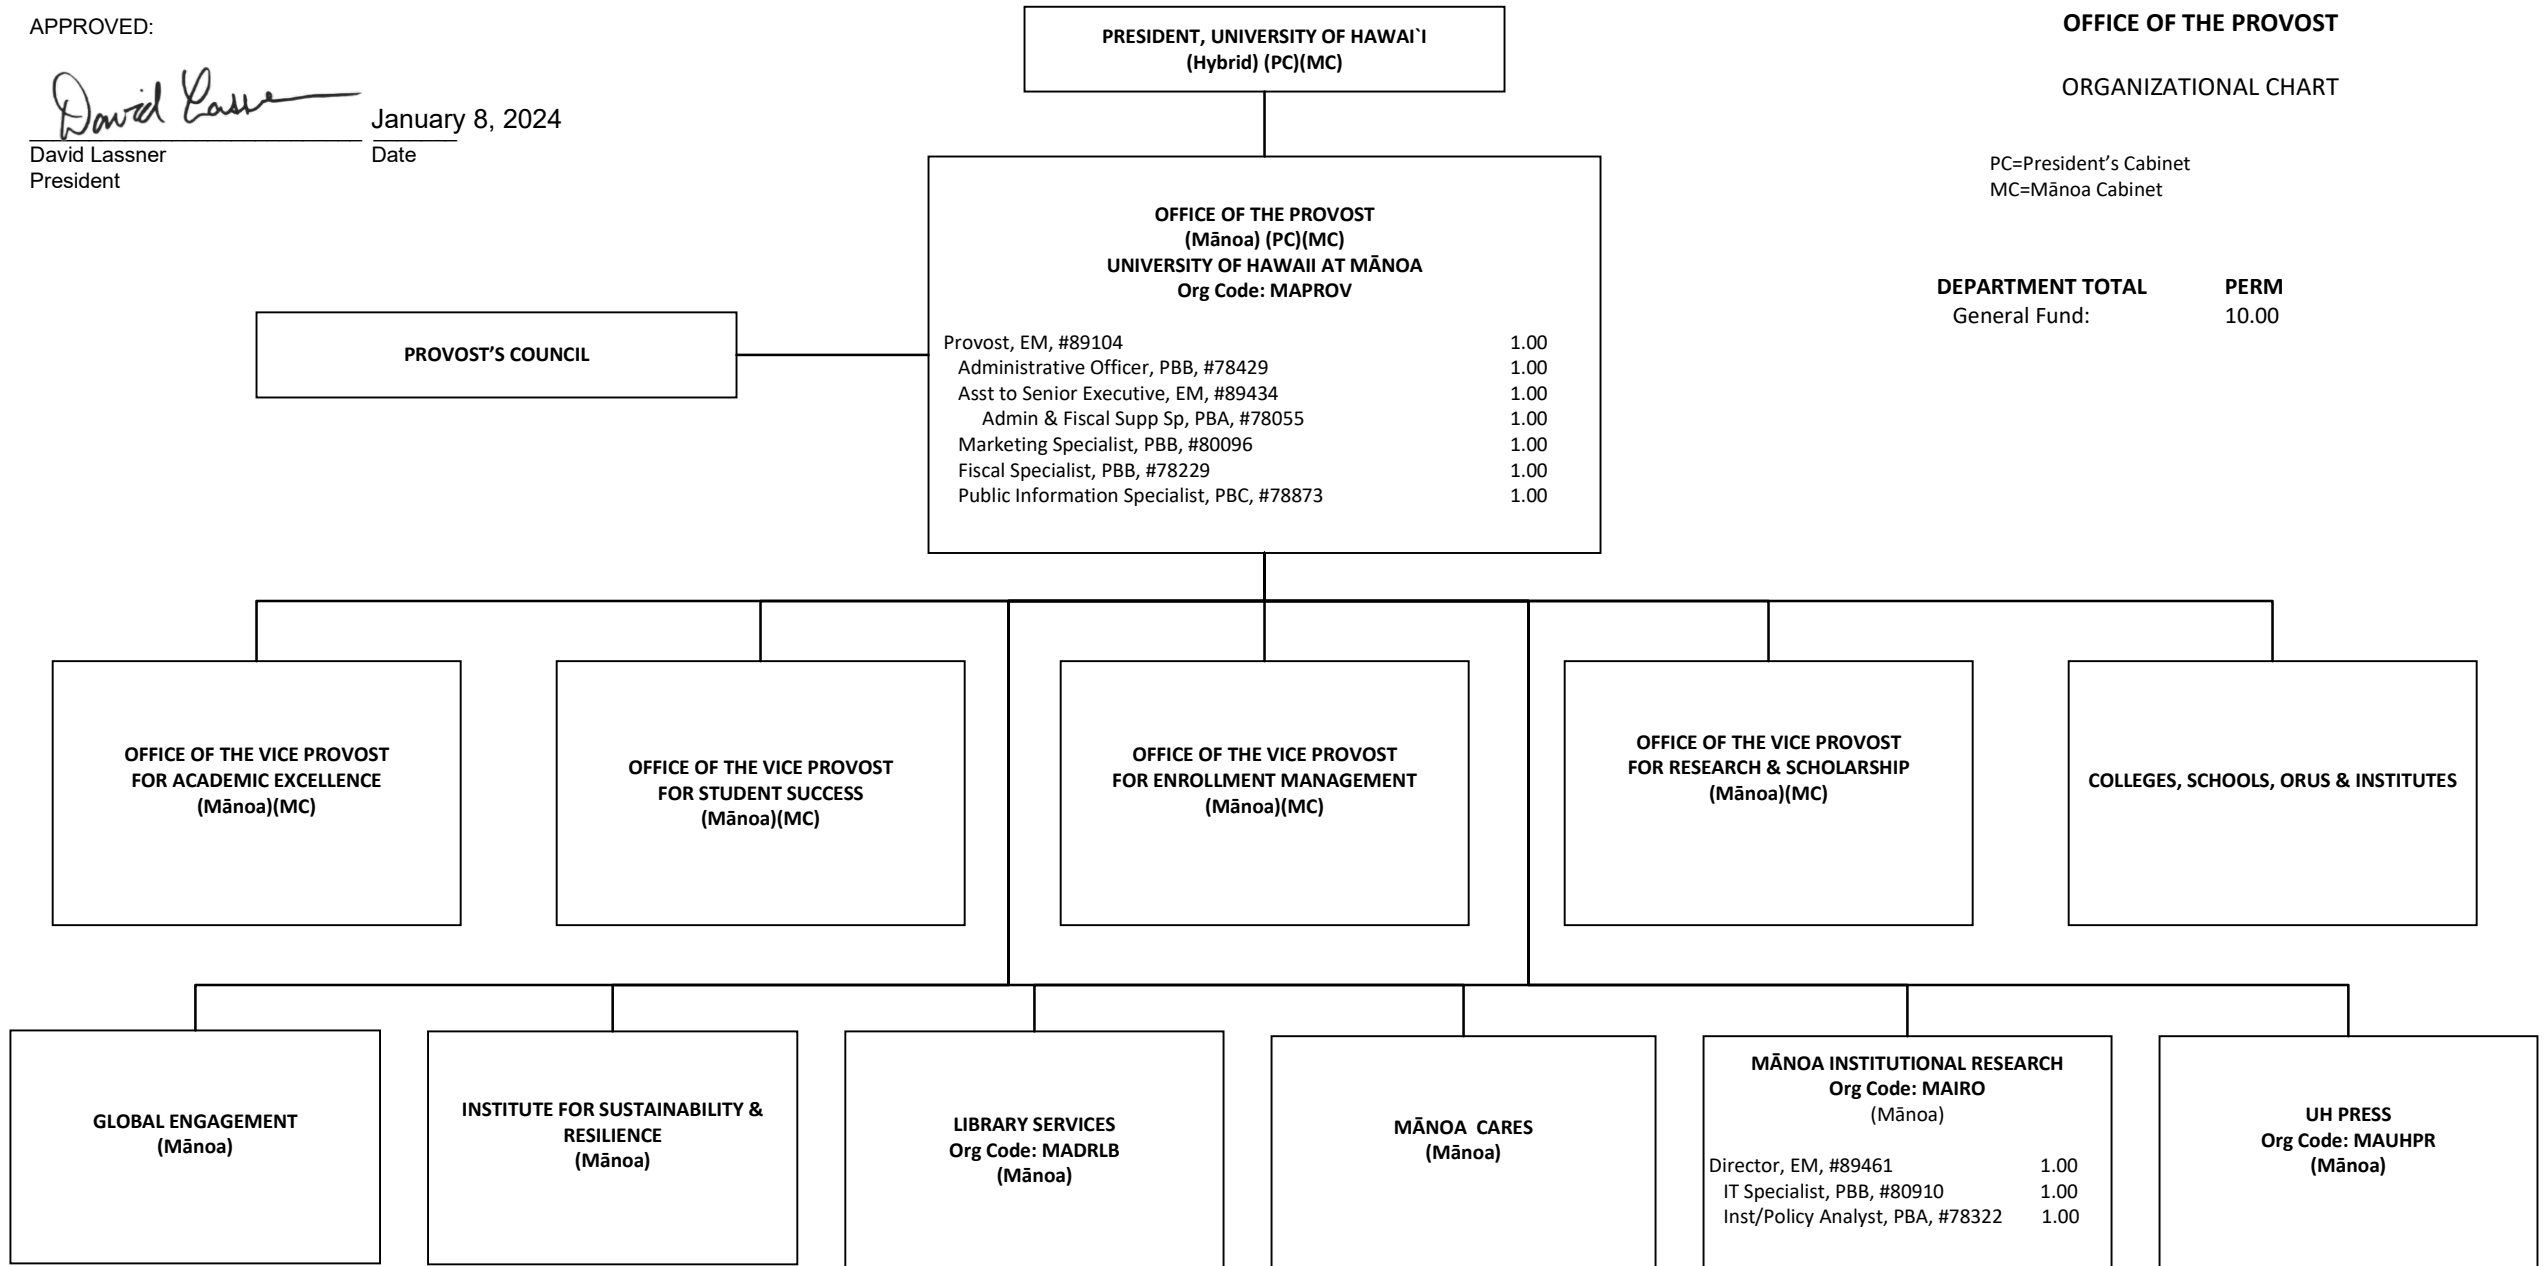 APPROVED:
David Lassner
January 8, 2024
David Lassner
Date
President
PRESIDENT, UNIVERSITY OF HAWAI`I
(Hybrid) (PC)(MC)
OFFICE OF THE PROVOST
ORGANIZATIONAL CHART
PC=President’s Cabinet
MC=Mānoa Cabinet
DEPARTMENT TOTAL PERM
General Fund: 10.00
OFFICE OF THE PROVOST
(Mānoa) (PC)(MC)
UNIVERSITY OF HAWAII AT MĀNOA
Org Code: MAPROV
Provost, EM, #89104 1.00
Administrative Officer, PBB, #78429 1.00
Asst to Senior Executive, EM, #89434 1.00
Admin & Fiscal Supp Sp, PBA, #78055 1.00
Marketing Specialist, PBB, #80096 1.00
Fiscal Specialist, PBB, #78229 1.00
Public Information Specialist, PBC, #78873 1.00
PROVOST’S COUNCIL
OFFICE OF THE VICE PROVOST
FOR ACADEMIC EXCELLENCE
(Mānoa)(MC)
OFFICE OF THE VICE PROVOST
FOR STUDENT SUCCESS
(Mānoa)(MC)
OFFICE OF THE VICE PROVOST
FOR ENROLLMENT MANAGEMENT
(Mānoa)(MC)
OFFICE OF THE VICE PROVOST
FOR RESEARCH & SCHOLARSHIP
(Mānoa)(MC)
COLLEGES, SCHOOLS, ORUS & INSTITUTES
GLOBAL ENGAGEMENT
(Mānoa)
INSTITUTE FOR SUSTAINABILITY &
RESILIENCE
(Mānoa)
LIBRARY SERVICES
Org Code: MADRLB
(Mānoa)
MĀNOA CARES
(Mānoa)
MĀNOA INSTITUTIONAL RESEARCH
Org Code: MAIRO
(Mānoa)
Director, EM, #89461 1.00
IT Specialist, PBB, #80910 1.00
Inst/Policy Analyst, PBA, #78322 1.00
UH PRESS
Org Code: MAUHPR
(Mānoa)